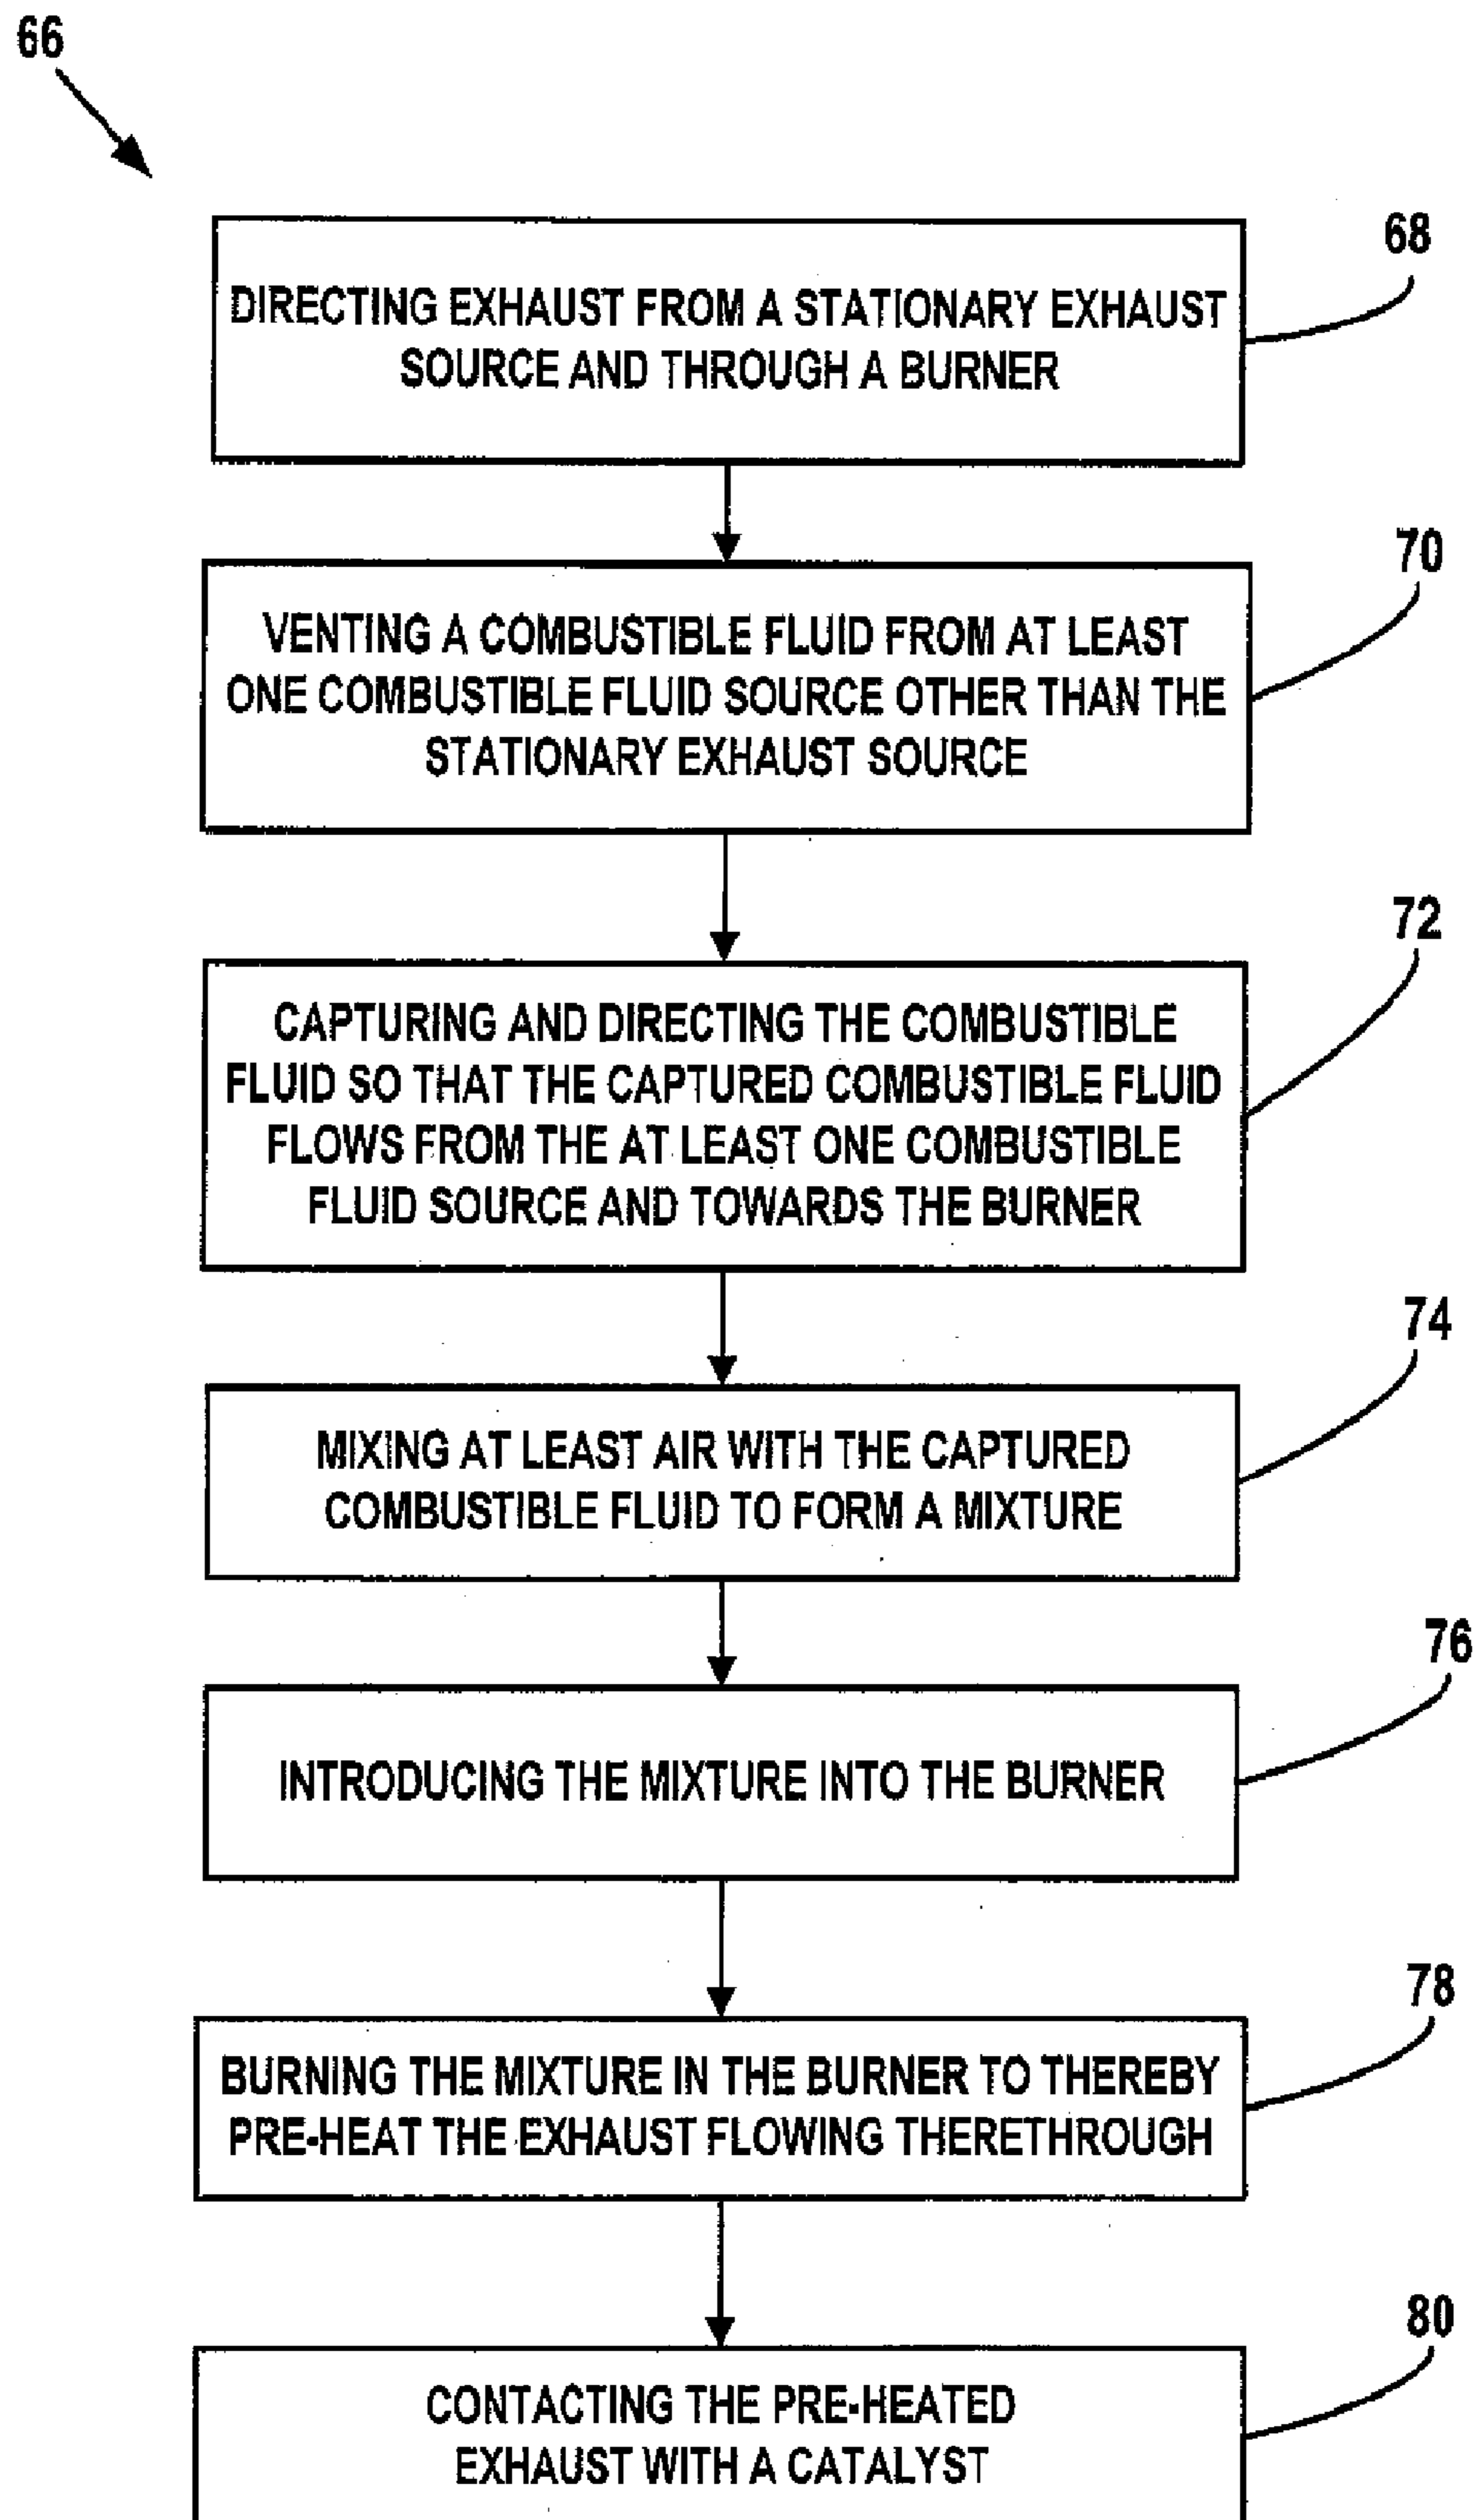 66
68
DIRECTING EXHAUST FROM A STATIONARY EXHAUST
SOURCE AND THROUGH A BURNER
70
VENTING A COMBUSTIBLE FLUID FROM AT LEAST
ONE COMBUSTIBLE FLUID SOURCE OTHER THAN THE
STATIONARY EXHAUST SOURCE
72
CAPTURING AND DIRECTING THE COMBUSTIBLE
FLUID SO THAT THE CAPTURED COMBUSTIBLE FLUID
FLOWS FROM THE AT LEAST ONE COMBUSTIBLE
FLUID SOURCE AND TOWARDS THE BURNER
74
MIXING AT LEAST AIR WITH THE CAPTURED
COMBUSTIBLE FLUID TO FORM A MIXTURE
76
INTRODUCING THE MIXTURE INTO THE BURNER
78
BURNING THE MIXTURE IN THE BURNER TO THEREBY
PRE-HEAT THE EXHAUST FLOWING THERETHROUGH
80
CONTACTING THE PRE-HEATED
EXHAUST WITH A CATALYST